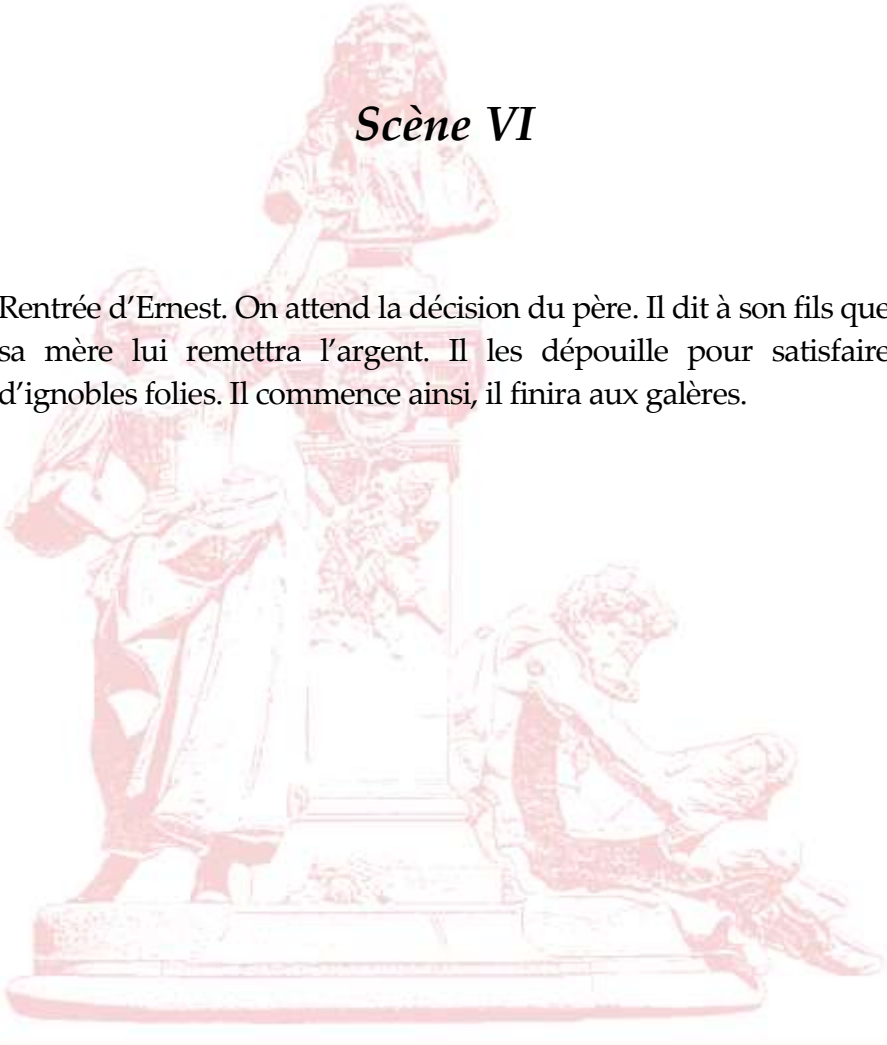 Scène VI
Rentrée d’Ernest. On attend la décision du père. Il dit à son fils que
sa mère lui remettra l’argent. Il les dépouille pour satisfaire
d’ignobles folies. Il commence ainsi, il finira aux galères.